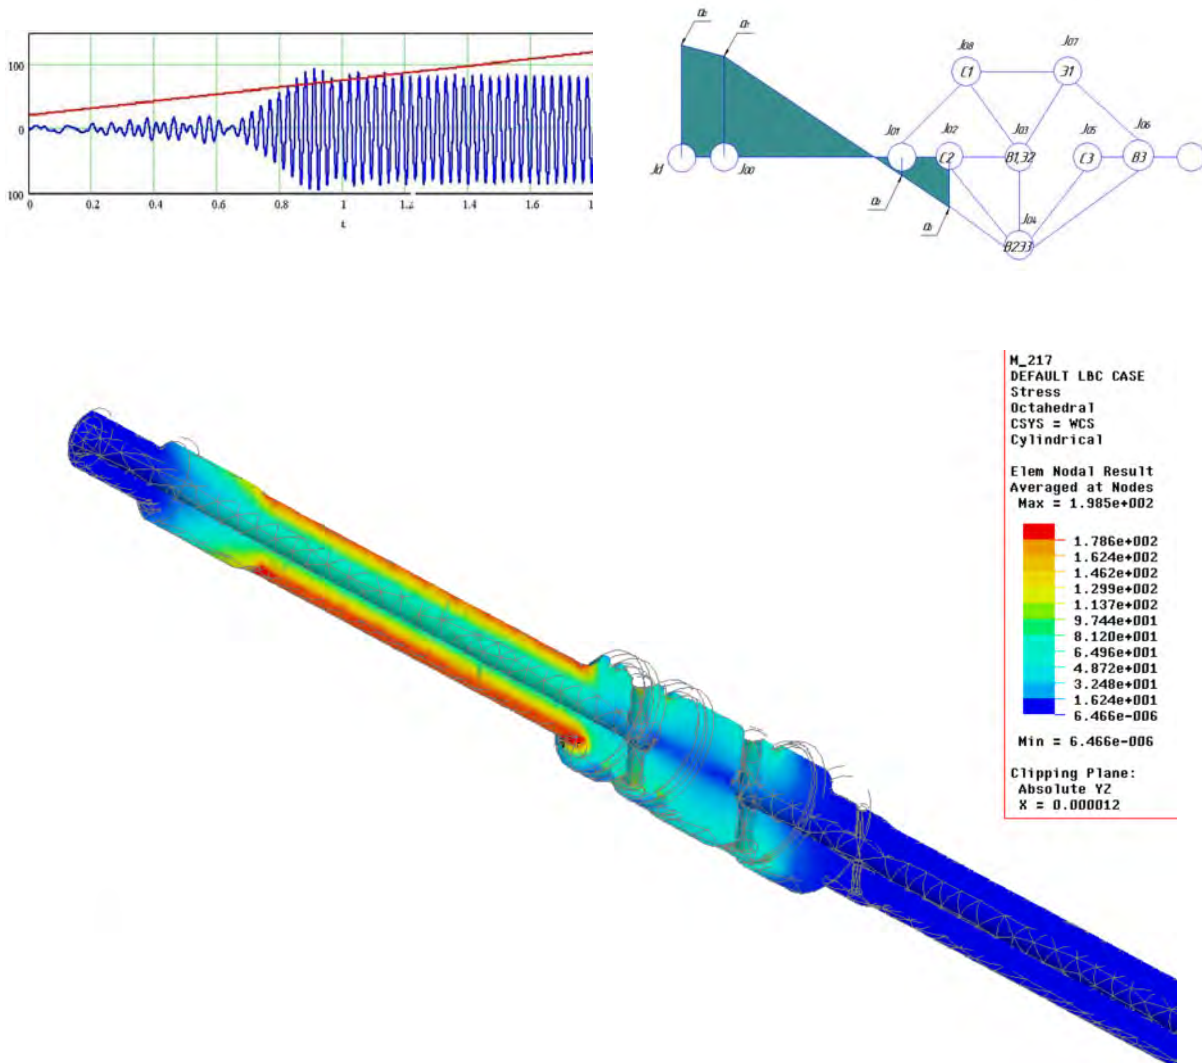 100
0
100
0
0.2
0.4
0.6
0.8
1
1.2
1.4
1.6
t
J08
J07
C1
31
J01
J02
J03
J05
J06
C2
B1,32
C3
B3
Jd
J00
J04
B233
M_217
DEFAULT LBC CASE
Stress
Octahedral
CSYS = WCS
Cylindrical
Elem Nodal Result
Averaged at Nodes
Max = 1.985e+002
1.786e+002
1.624e+002
1.462e+002
1.299e+002
1.137e+002
9.744e+001
8.120e+001
6.496e+001
4.872e+001
3.248e+001
1.624e+001
6.466e-006
Min = 6.466e-006
Clipping Plane:
Absolute YZ
X = 0.000012